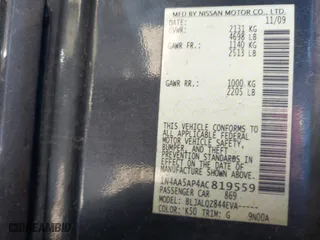 MFD BY NISSAN MOTOR CO., LTD.
DATE: 11/09
GVWR: 2131 KG
4698 LB
GAWR FR.: 1140 KG
2513 LB
GAWR RR.: 1000 KG
2205 LB
THIS VEHICLE CONFORMS TO ALL
APPLICABLE U.S. FEDERAL
MOTOR VEHICLE SAFETY,
BUMPER, AND THEFT
PREVENTION STANDARDS IN
EFFECT ON THE DATE OF
MANUFACTURE SHOWN ABOVE.
1N4AA5AP4AC819559
PASSENGER CAR 869
MODEL: BLJALQZ844EVA-----
COLOR: K50 TRIM: G 9N00A